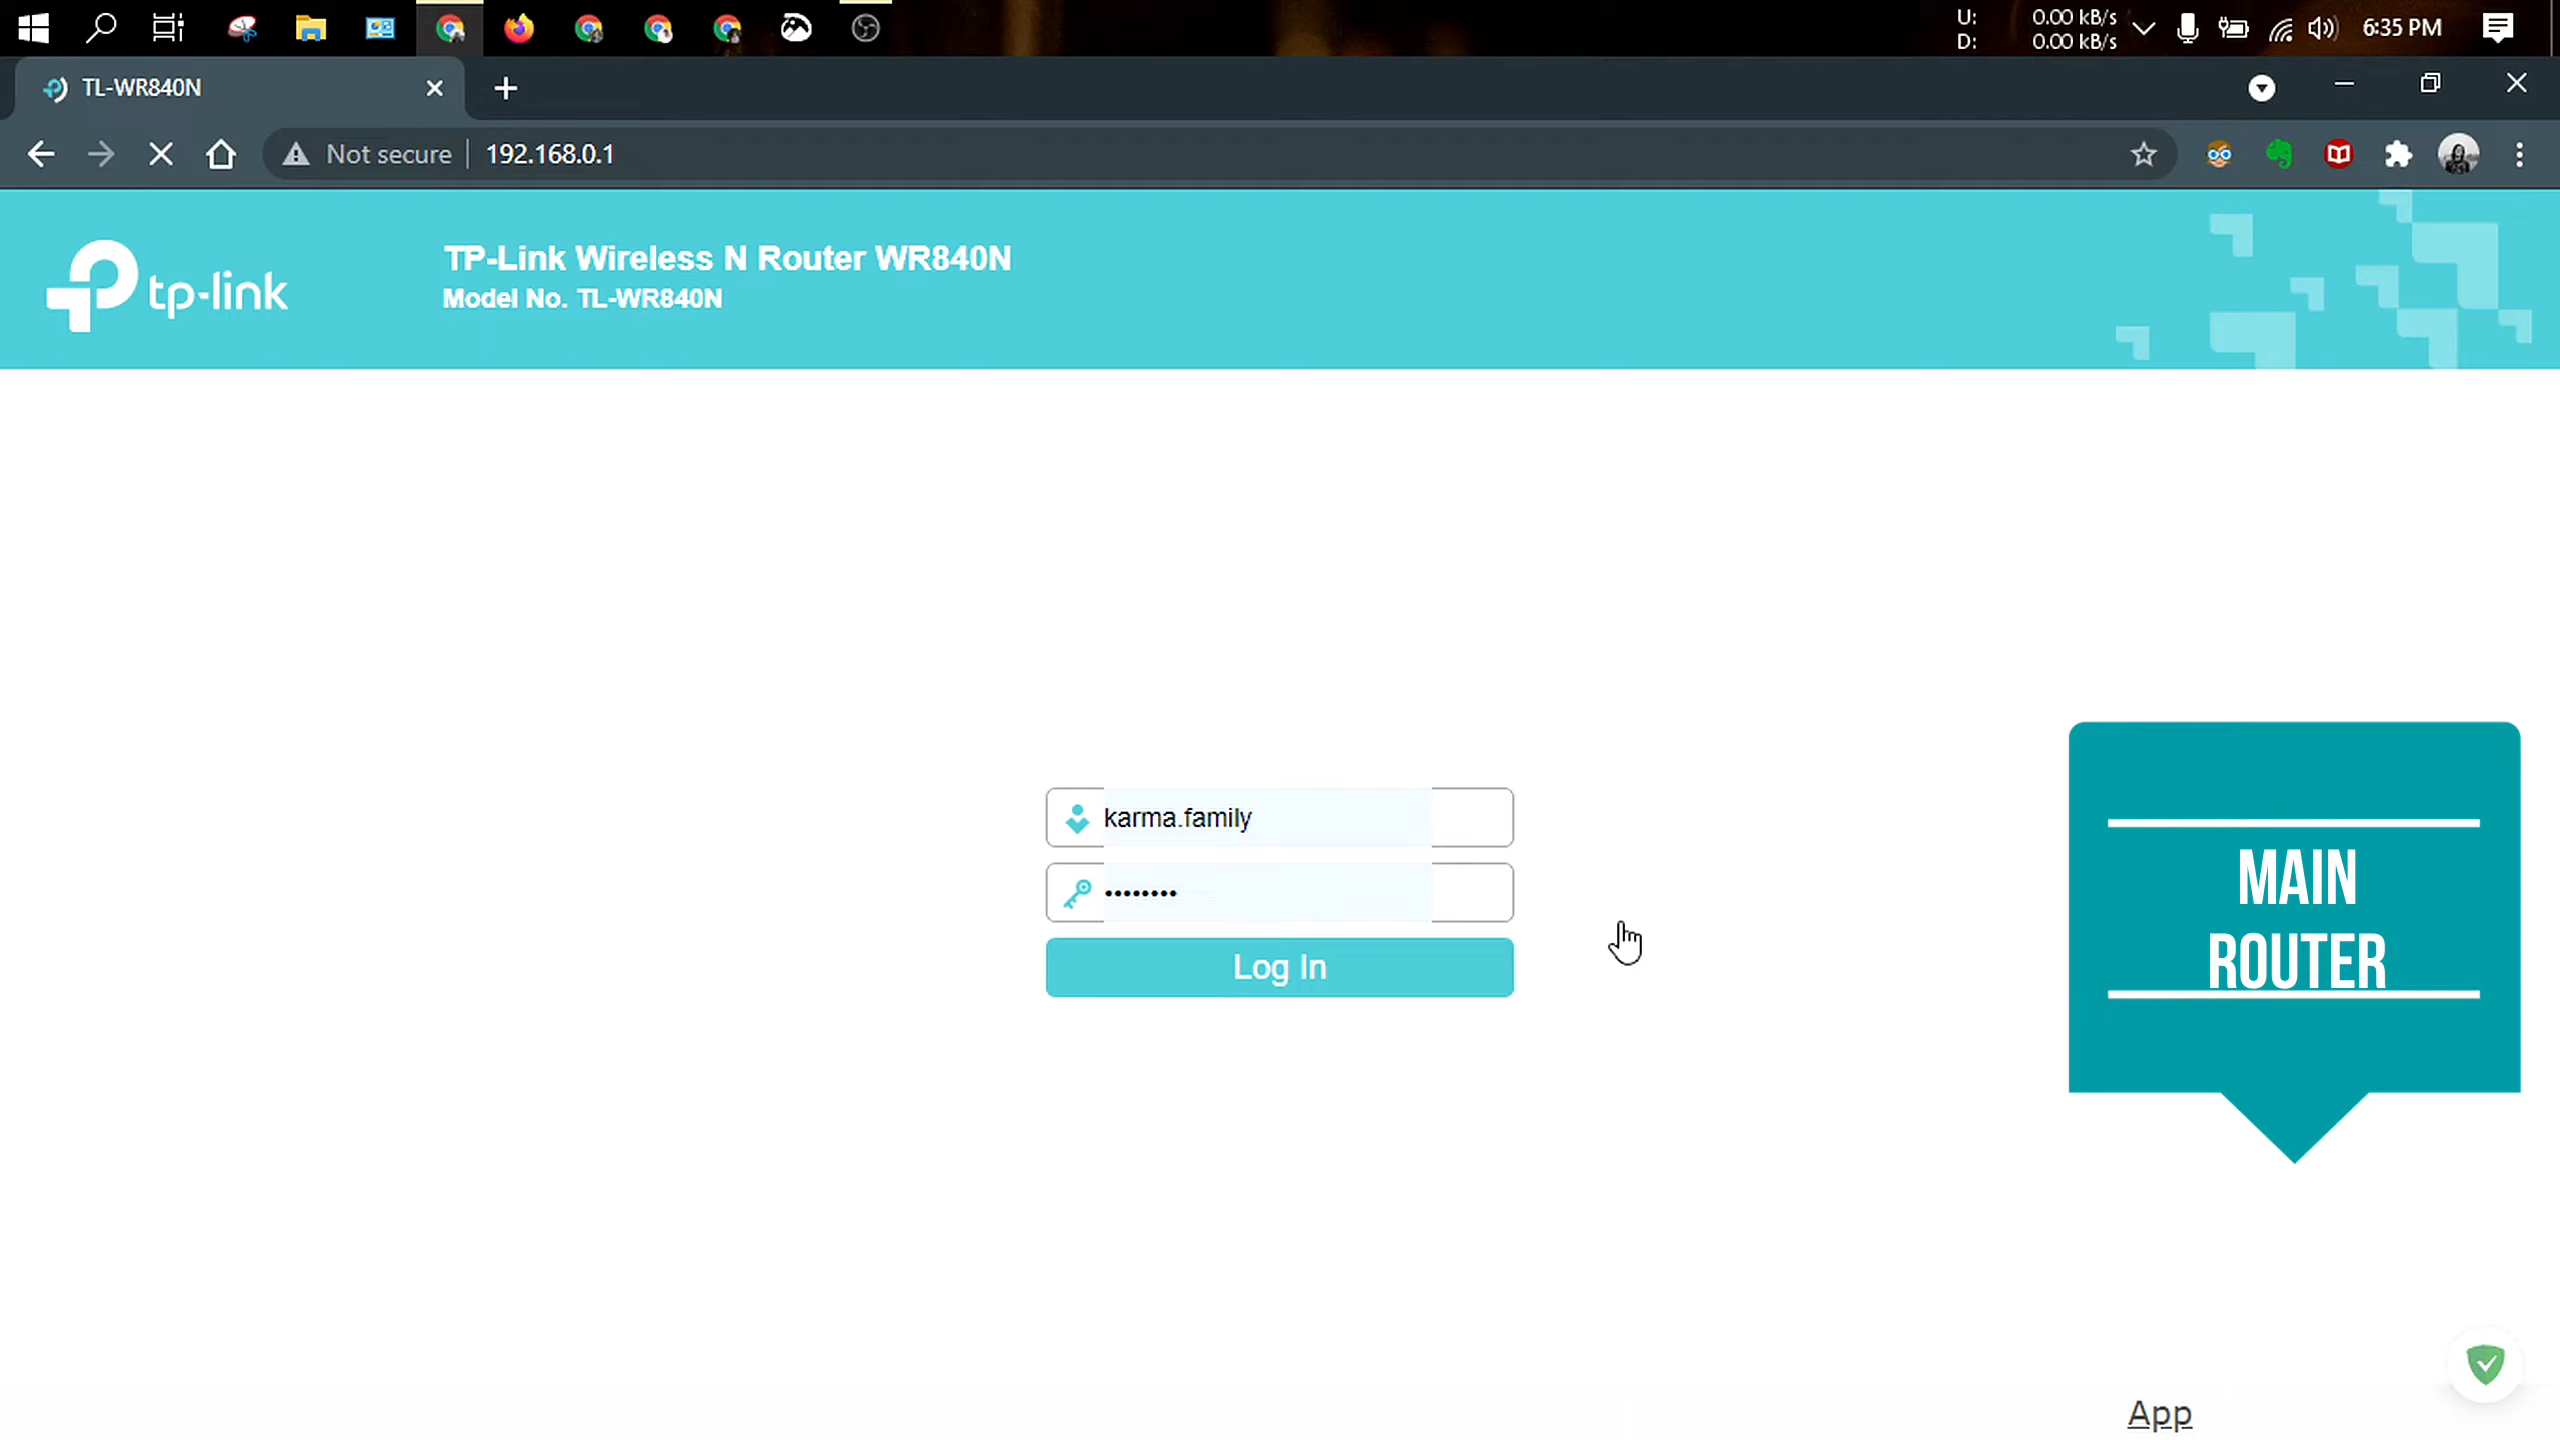 U: 0.00 kB/s
D: 0.00 kB/s
6:35 PM
TL-WR840N
Not secure
192.168.0.1
tp-link
TP-Link Wireless N Router WR840N
Model No. TL-WR840N
karma.family
••••••••
Log In
MAIN
ROUTER
App